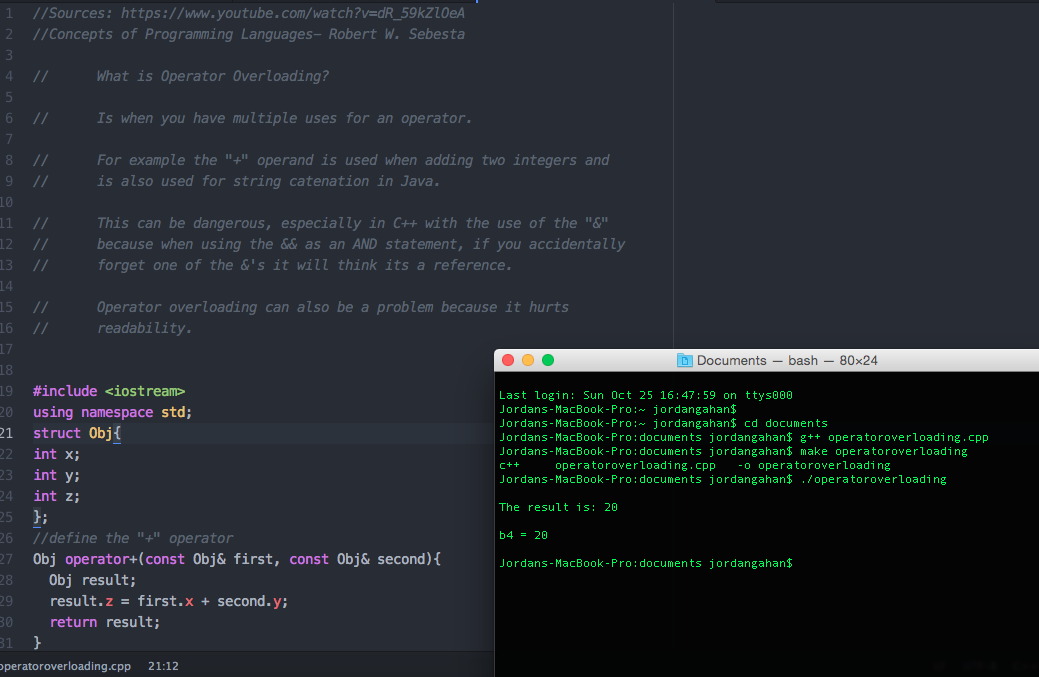 1 //Sources: https://www.youtube.com/watch?v=dR_59kZlOeA
2 //Concepts of Programming Languages- Robert W. Sebesta
3
4 // What is Operator Overloading?
5
6 // Is when you have multiple uses for an operator.
7
8 // For example the "+" operand is used when adding two integers and
9 // is also used for string catenation in Java.
10
11 // This can be dangerous, especially in C++ with the use of the "&"
12 // because when using the && as an AND statement, if you accidentally
13 // forget one of the &'s it will think its a reference.
14
15 // Operator overloading can also be a problem because it hurts
16 // readability.
17
18
19 #include <iostream>
20 using namespace std;
21 struct Obj{
22 int x;
23 int y;
24 int z;
25 };
26 //define the "+" operator
27 Obj operator+(const Obj& first, const Obj& second){
28 Obj result;
29 result.z = first.x + second.y;
30 return result;
31 }
operatoroverloading.cpp 21:12
Documents — bash — 80×24
Last login: Sun Oct 25 16:47:59 on ttys000
Jordans-MacBook-Pro:~ jordangahan$
Jordans-MacBook-Pro:~ jordangahan$ cd documents
Jordans-MacBook-Pro:documents jordangahan$ g++ operatoroverloading.cpp
Jordans-MacBook-Pro:documents jordangahan$ make operatoroverloading
c++ operatoroverloading.cpp -o operatoroverloading
Jordans-MacBook-Pro:documents jordangahan$ ./operatoroverloading
The result is: 20
b4 = 20
Jordans-MacBook-Pro:documents jordangahan$